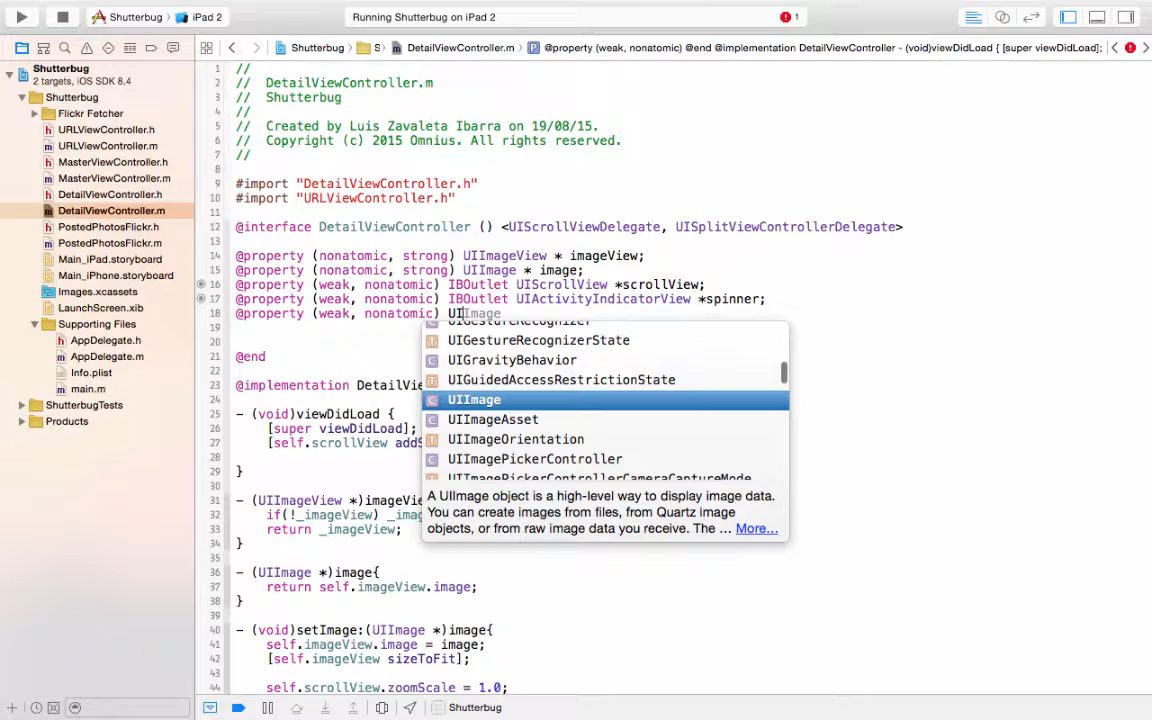 Shutterbug iPad 2
Running Shutterbug on iPad 2
1
Shutterbug S DetailViewController.m @property (weak, nonatomic) @end @implementation DetailViewController - (void)viewDidLoad { [super viewDidLoad];
Shutterbug
2 targets, iOS SDK 8.4
Shutterbug
Flickr Fetcher
URLViewController.h
URLViewController.m
MasterViewController.h
MasterViewController.m
DetailViewController.h
DetailViewController.m
PostedPhotosFlickr.h
PostedPhotosFlickr.m
Main_iPad.storyboard
Main_iPhone.storyboard
Images.xcassets
LaunchScreen.xib
Supporting Files
AppDelegate.h
AppDelegate.m
Info.plist
main.m
ShutterbugTests
Products
1 //
2 // DetailViewController.m
3 // Shutterbug
4 //
5 // Created by Luis Zavaleta Ibarra on 19/08/15.
6 // Copyright (c) 2015 Omnius. All rights reserved.
7 //
8
9 #import "DetailViewController.h"
10 #import "URLViewController.h"
11
12 @interface DetailViewController () <UIScrollViewDelegate, UISplitViewControllerDelegate>
13
14 @property (nonatomic, strong) UIImageView * imageView;
15 @property (nonatomic, strong) UIImage * image;
16 @property (weak, nonatomic) IBOutlet UIScrollView *scrollView;
17 @property (weak, nonatomic) IBOutlet UIActivityIndicatorView *spinner;
18 @property (weak, nonatomic) UIImage
19
20
21 @end
22
23 @implementation DetailVie
24
25 - (void)viewDidLoad {
26 [super viewDidLoad];
27 [self.scrollView addS
28
29 }
30
31 - (UIImageView *)imageVie
32 if(!_imageView) _imag
33 return _imageView;
34 }
35
36 - (UIImage *)image{
37 return self.imageView.image;
38 }
39
40 - (void)setImage:(UIImage *)image{
41 self.imageView.image = image;
42 [self.imageView sizeToFit];
43
44 self.scrollView.zoomScale = 1.0;
UIGestureRecognizer
UIGestureRecognizerState
UIGravityBehavior
UIGuidedAccessRestrictionState
UIImage
UIImageAsset
UIImageOrientation
UIImagePickerController
UIImagePickerControllerCameraCaptureMode
A UIImage object is a high-level way to display image data.
You can create images from files, from Quartz image
objects, or from raw image data you receive. The ... More...
Shutterbug